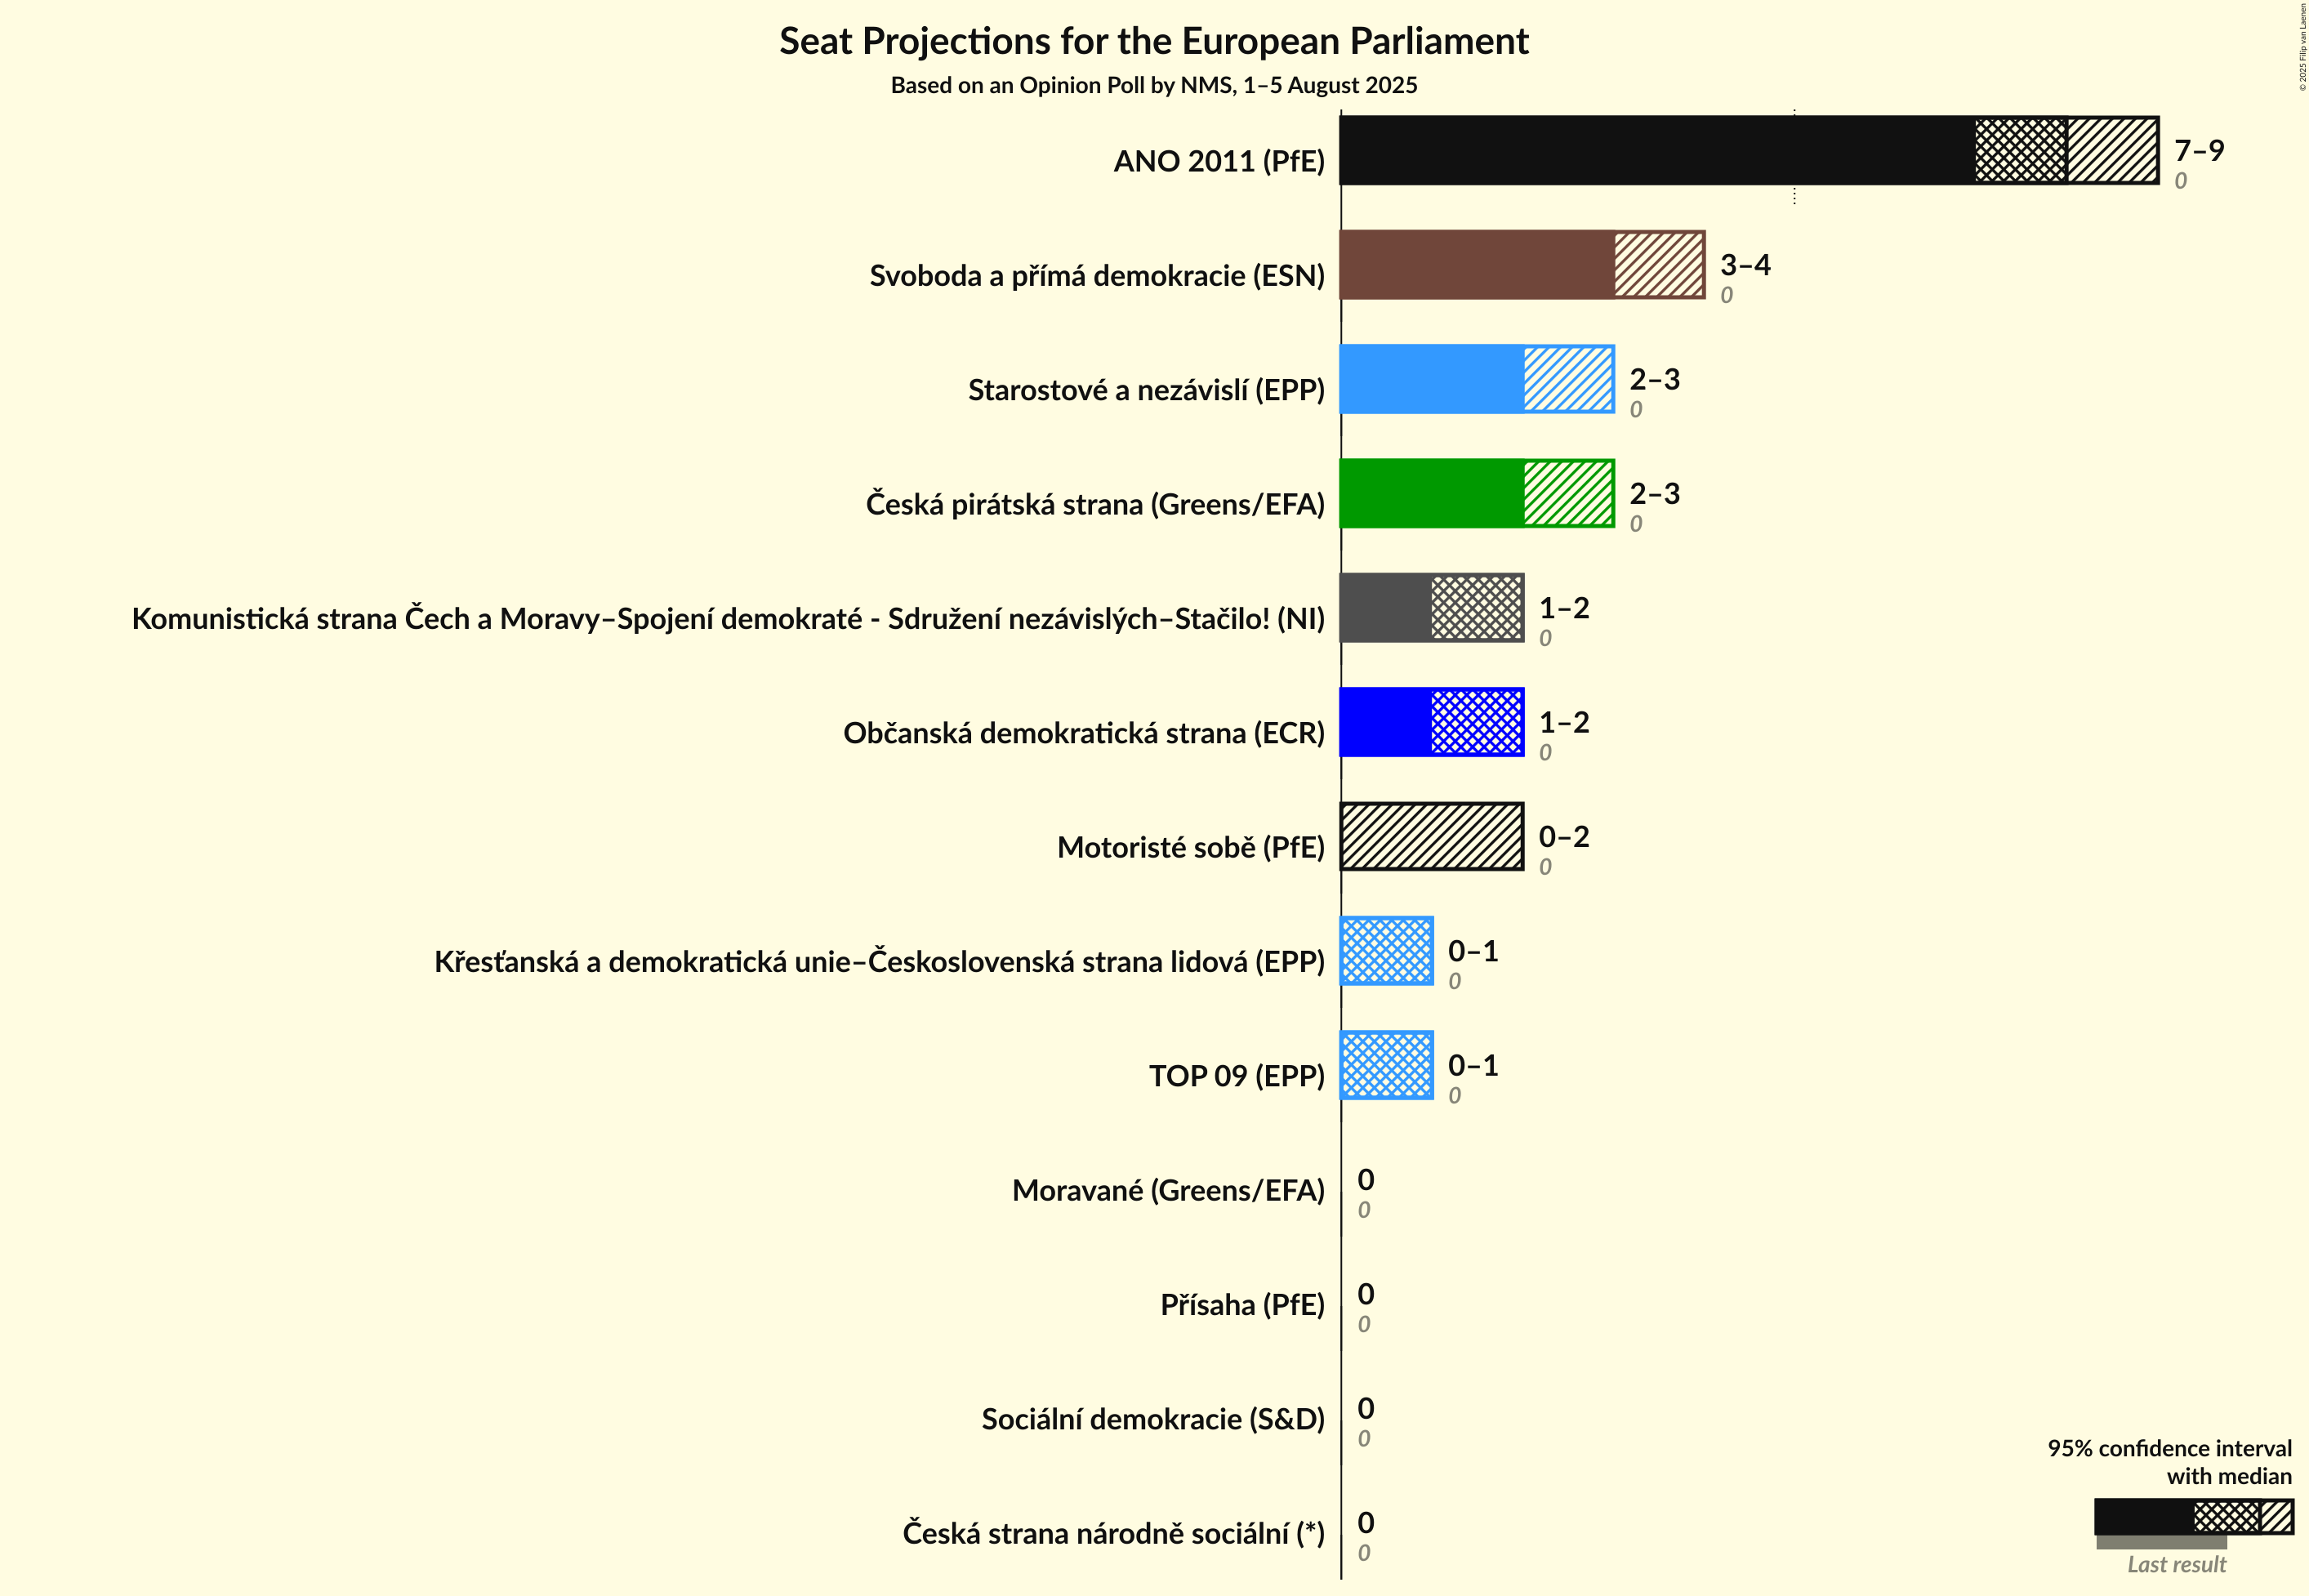 Seat Projections for the European Parliament
Based on an Opinion Poll by NMS, 1–5 August 2025
© 2025 Filip van Laenen
ANO 2011 (PfE)
7–9
0
Svoboda a přímá demokracie (ESN)
3–4
0
Starostové a nezávislí (EPP)
2–3
0
Česká pirátská strana (Greens/EFA)
2–3
0
Komunistická strana Čech a Moravy–Spojení demokraté - Sdružení nezávislých–Stačilo! (NI)
1–2
0
Občanská demokratická strana (ECR)
1–2
0
Motoristé sobě (PfE)
0–2
0
Křesťanská a demokratická unie–Československá strana lidová (EPP)
0–1
0
TOP 09 (EPP)
0–1
0
Moravané (Greens/EFA)
0
0
Přísaha (PfE)
0
0
Sociální demokracie (S&D)
0
0
Česká strana národně sociální (*)
0
0
95% confidence interval
with median
Last result